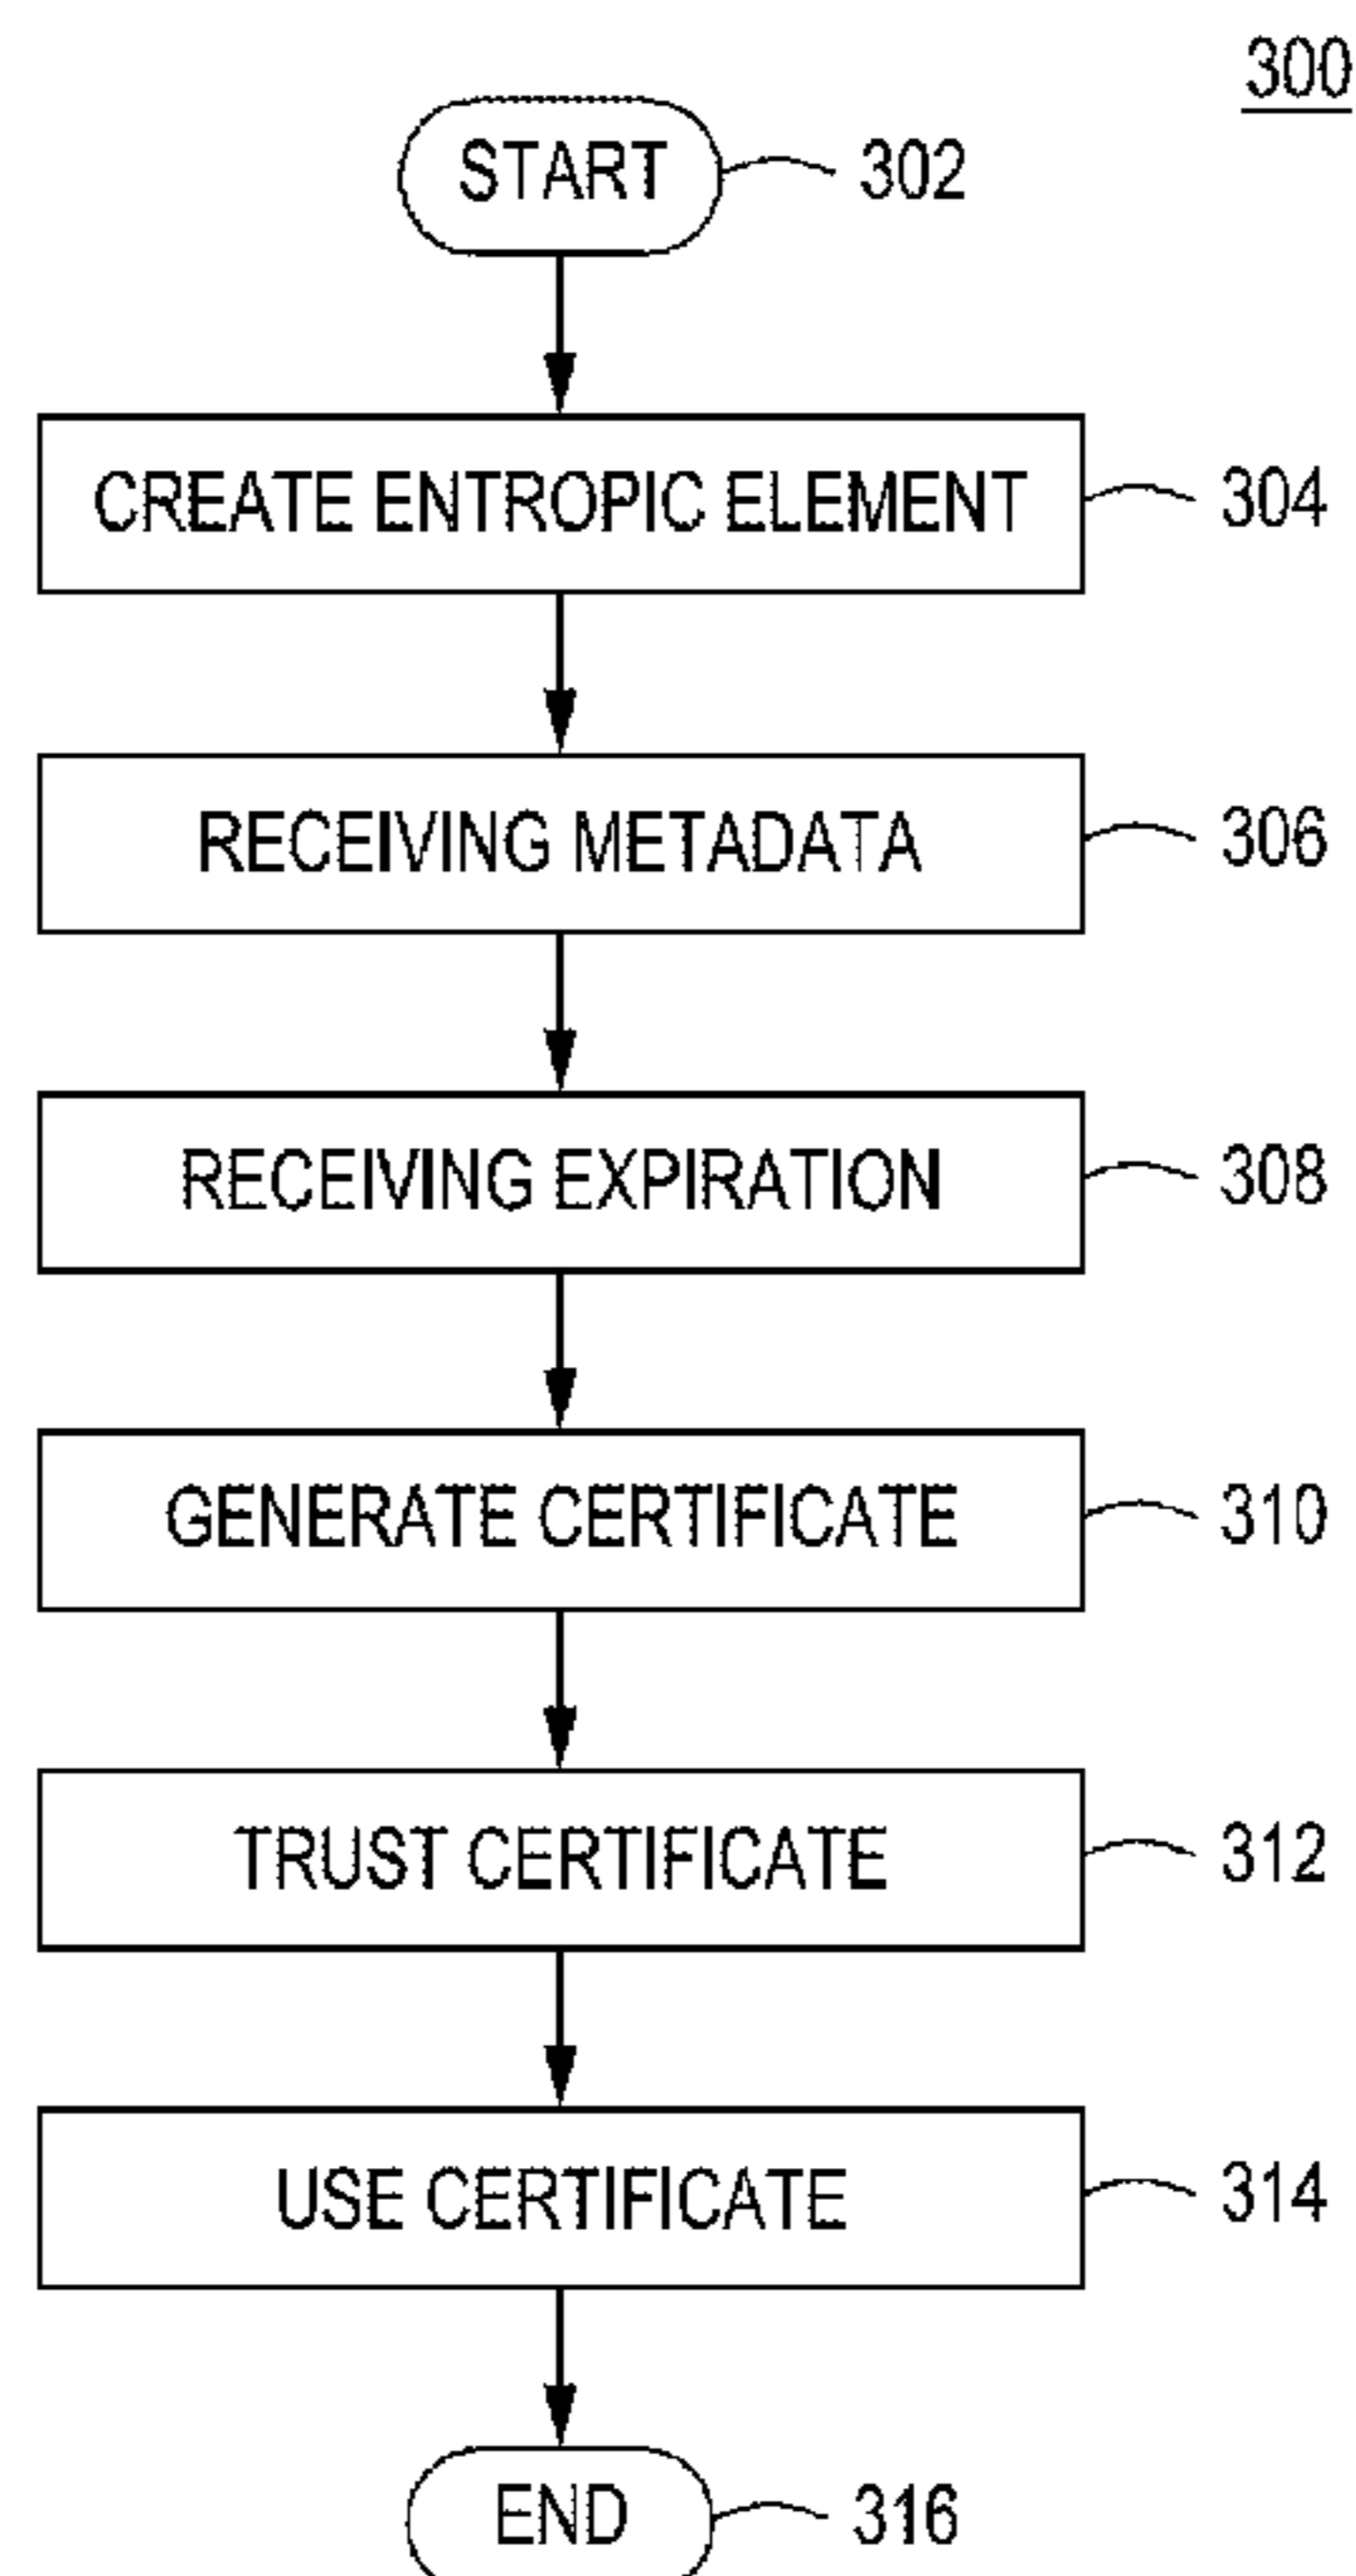 300
START 302
CREATE ENTROPIC ELEMENT 304
RECEIVING METADATA 306
RECEIVING EXPIRATION 308
GENERATE CERTIFICATE 310
TRUST CERTIFICATE 312
USE CERTIFICATE 314
END 316